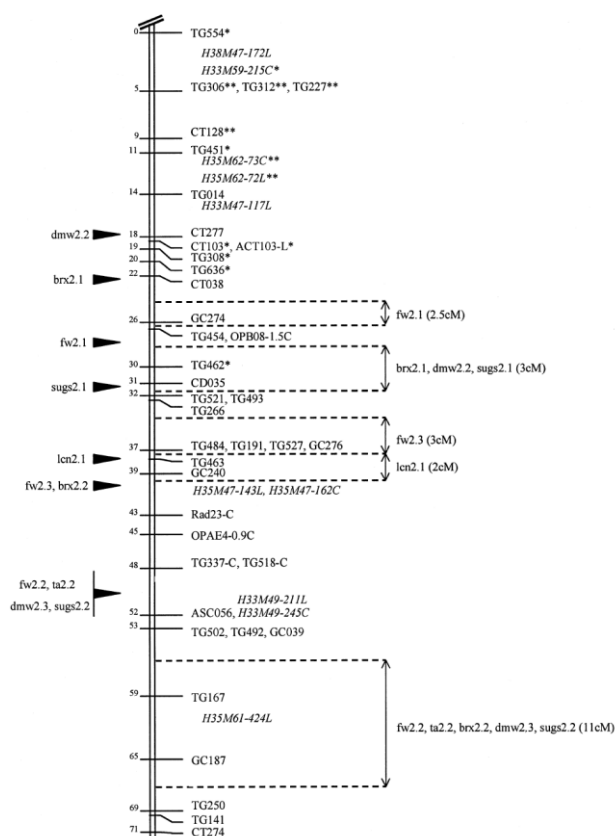 0 TG554*
H38M47-172L
H33M59-215C*
5 TG306**, TG312**, TG227**
9 CT128**
11 TG451*
H35M62-73C**
H35M62-72L**
14 TG014
H33M47-117L
dmw2.2
18 CT277
19 CT103*, ACT103-L*
20 TG308*
TG636*
brx2.1
22 CT038
fw2.1 (2.5cM)
26 GC274
TG454, OPB08-1.5C
fw2.1
30 TG462*
brx2.1, dmw2.2, sugs2.1 (3cM)
sugs2.1
31 CD035
32 TG521, TG493
TG266
fw2.3 (3cM)
37 TG484, TG191, TG527, GC276
lcn2.1
TG463
lcn2.1 (2cM)
39 GC240
fw2.3, brx2.2
H35M47-143L, H35M47-162C
43 Rad23-C
45 OPAE4-0.9C
48 TG337-C, TG518-C
fw2.2, ta2.2
dmw2.3, sugs2.2
H33M49-211L
52 ASC056, H33M49-245C
53 TG502, TG492, GC039
59 TG167
H35M61-424L
fw2.2, ta2.2, brx2.2, dmw2.3, sugs2.2 (11cM)
65 GC187
69 TG250
TG141
71 CT274